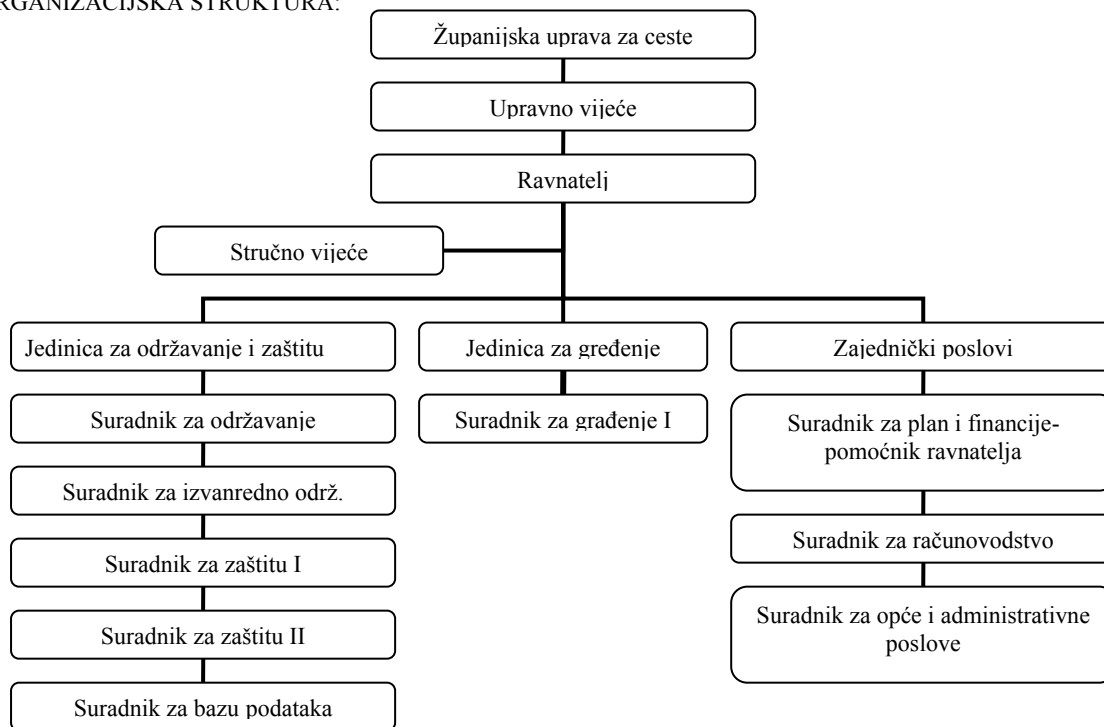 RGANIZACIJSKA STRUKTURA:
Županijska uprava za ceste
Upravno vijeće
Ravnatelj
Stručno vijeće
Jedinica za održavanje i zaštitu
Suradnik za održavanje
Suradnik za izvanredno održ.
Suradnik za zaštitu I
Suradnik za zaštitu II
Suradnik za bazu podataka
Jedinica za gređenje
Suradnik za građenje I
Zajednički poslovi
Suradnik za plan i financije-
pomoćnik ravnatelja
Suradnik za računovodstvo
Suradnik za opće i administrativne
poslove